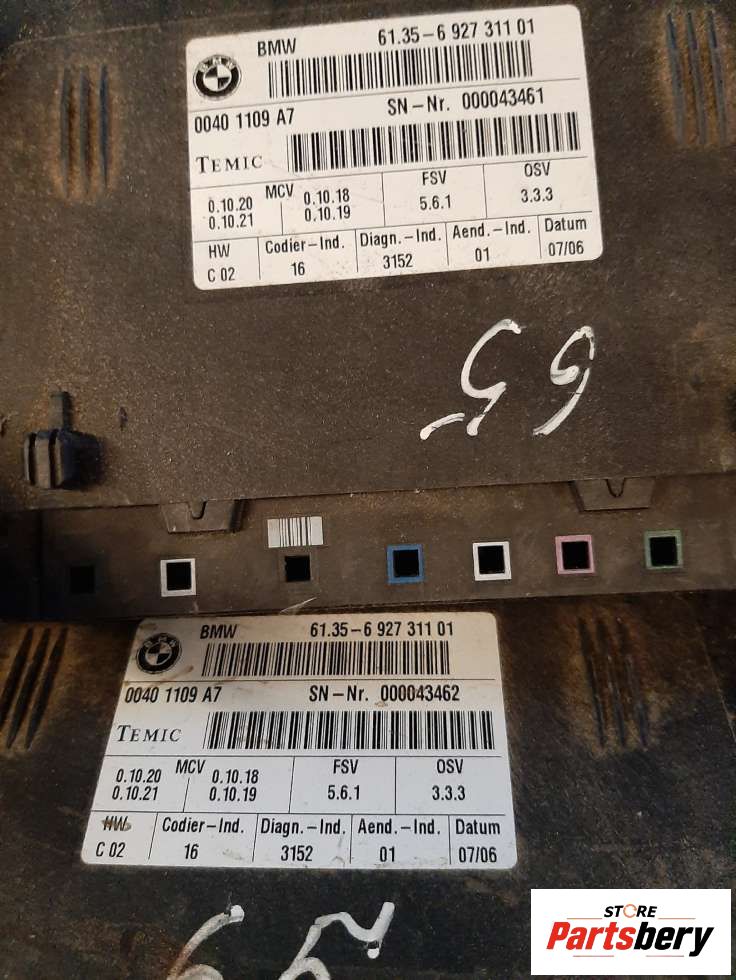 BMW 61.35-6 927 311 01
BMW
0040 1109 A7 SN-Nr. 000043461
TEMIC
MCV FSV OSV
0.10.20 0.10.18 5.6.1 3.3.3
0.10.21 0.10.19
HW Codier-Ind. Diagn.-Ind. Aend.-Ind. Datum
C 02 16 3152 01 07/06
65
BMW 61.35-6 927 311 01
BMW
0040 1109 A7 SN-Nr. 000043462
TEMIC
MCV FSV OSV
0.10.20 0.10.18 5.6.1 3.3.3
0.10.21 0.10.19
HW Codier-Ind. Diagn.-Ind. Aend.-Ind. Datum
C 02 16 3152 01 07/06
STORE
Partsbery